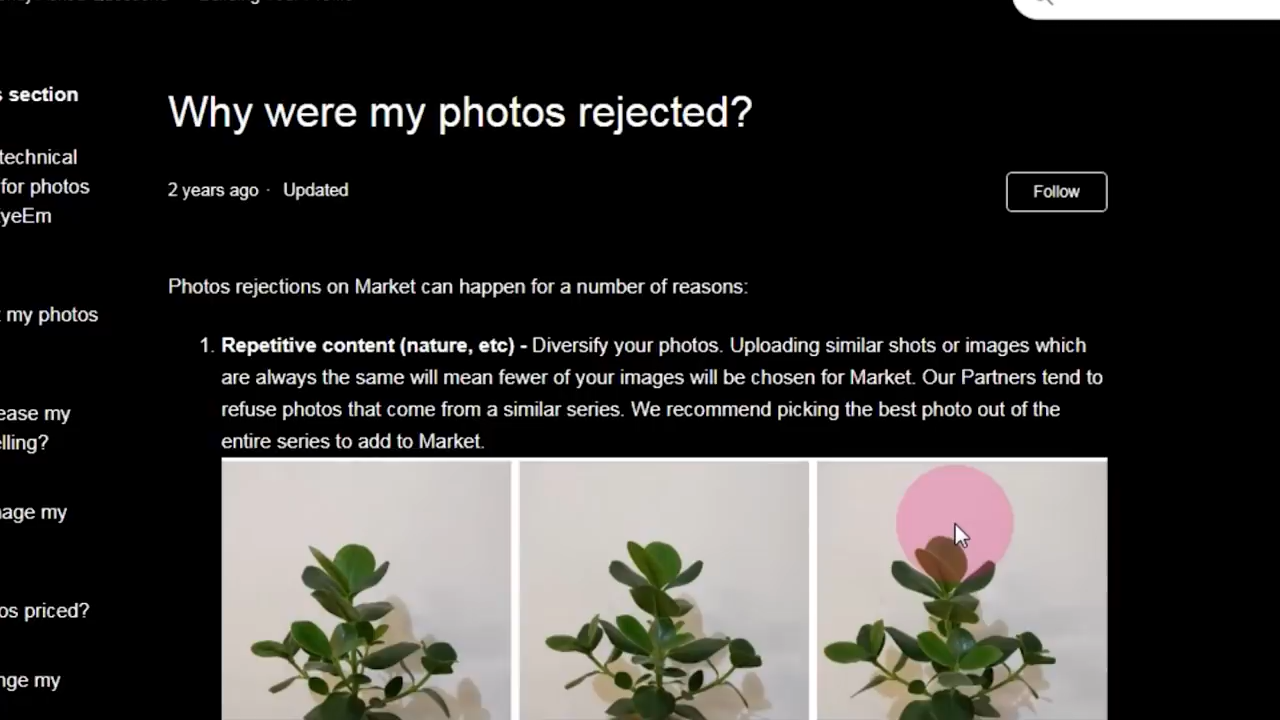 s section
Why were my photos rejected?
technical
for photos
yeEm
2 years ago · Updated
Follow
Photos rejections on Market can happen for a number of reasons:
my photos
1. Repetitive content (nature, etc) - Diversify your photos. Uploading similar shots or images which
are always the same will mean fewer of your images will be chosen for Market. Our Partners tend to
refuse photos that come from a similar series. We recommend picking the best photo out of the
entire series to add to Market.
ease my
lling?
nage my
os priced?
nge my